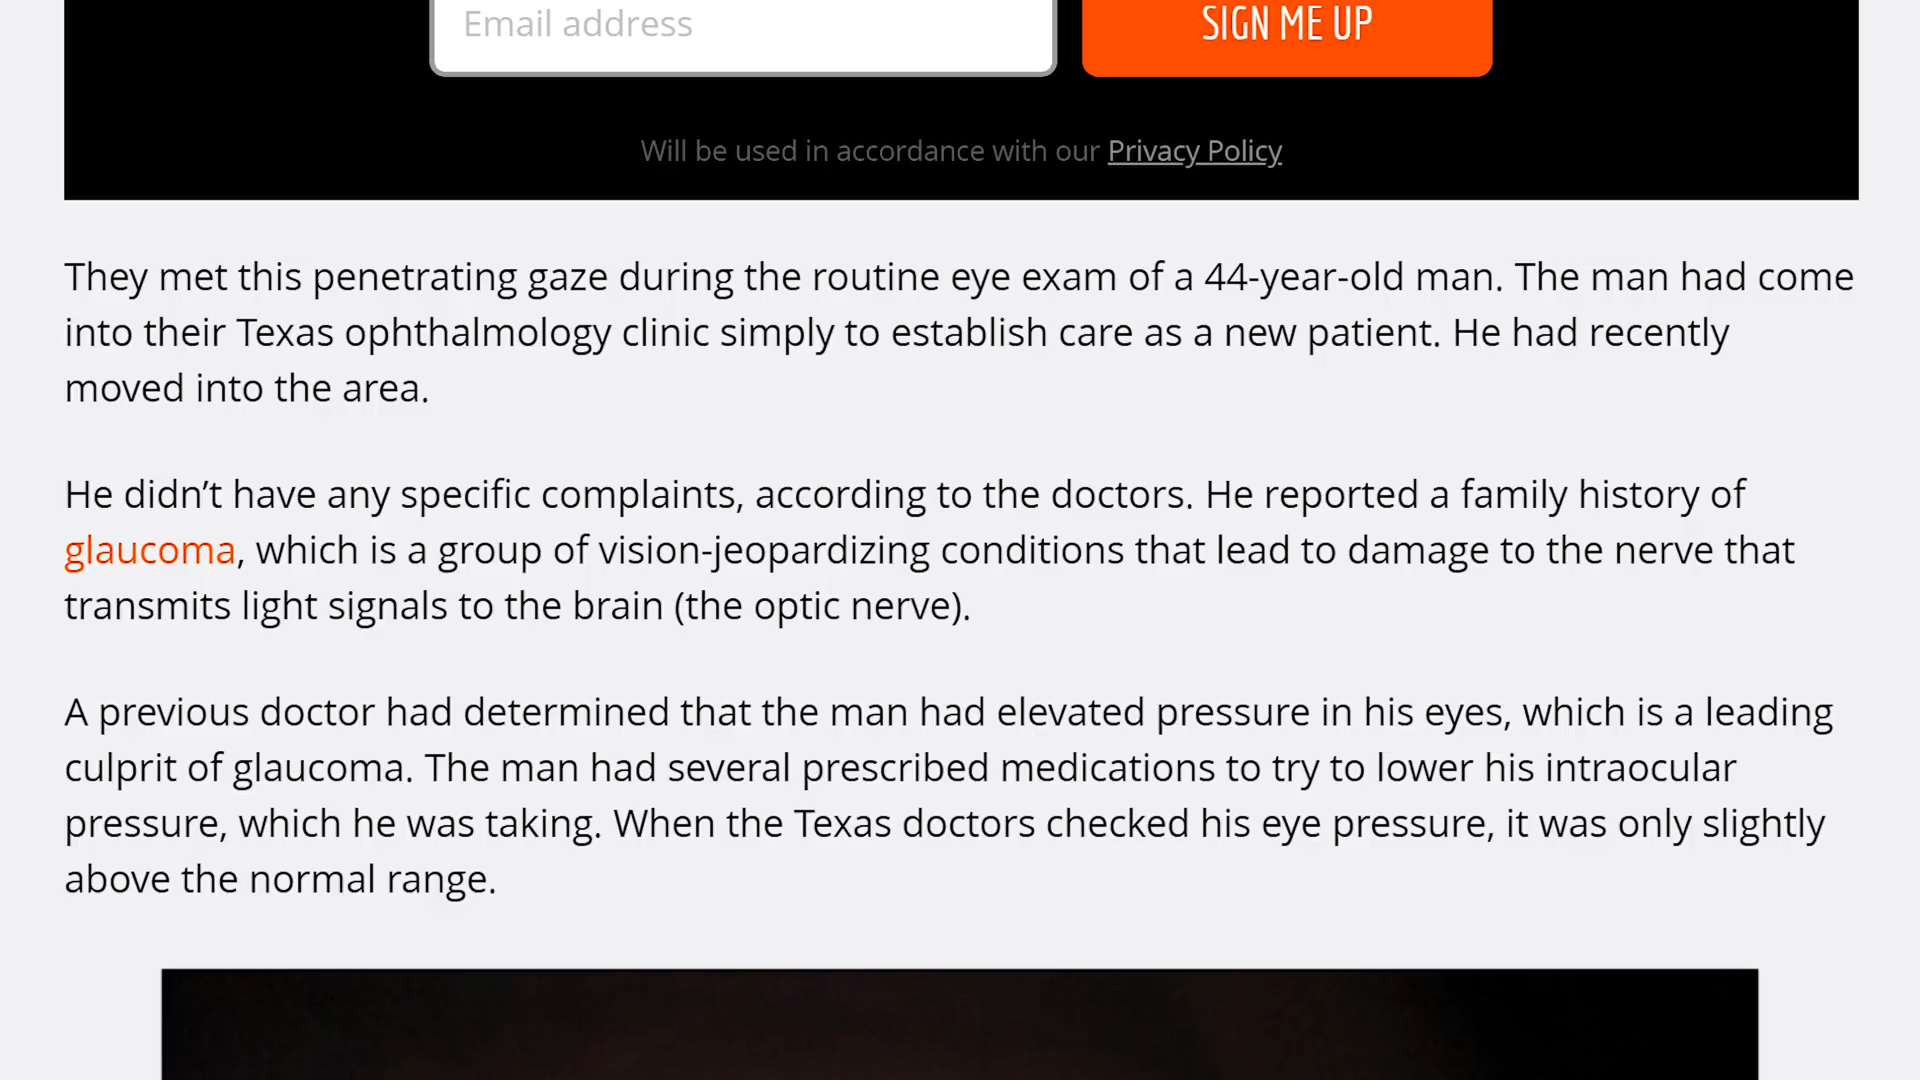 Email address
SIGN ME UP
Will be used in accordance with our Privacy Policy
They met this penetrating gaze during the routine eye exam of a 44-year-old man. The man had come
into their Texas ophthalmology clinic simply to establish care as a new patient. He had recently
moved into the area.
He didn’t have any specific complaints, according to the doctors. He reported a family history of
glaucoma, which is a group of vision-jeopardizing conditions that lead to damage to the nerve that
transmits light signals to the brain (the optic nerve).
A previous doctor had determined that the man had elevated pressure in his eyes, which is a leading
culprit of glaucoma. The man had several prescribed medications to try to lower his intraocular
pressure, which he was taking. When the Texas doctors checked his eye pressure, it was only slightly
above the normal range.